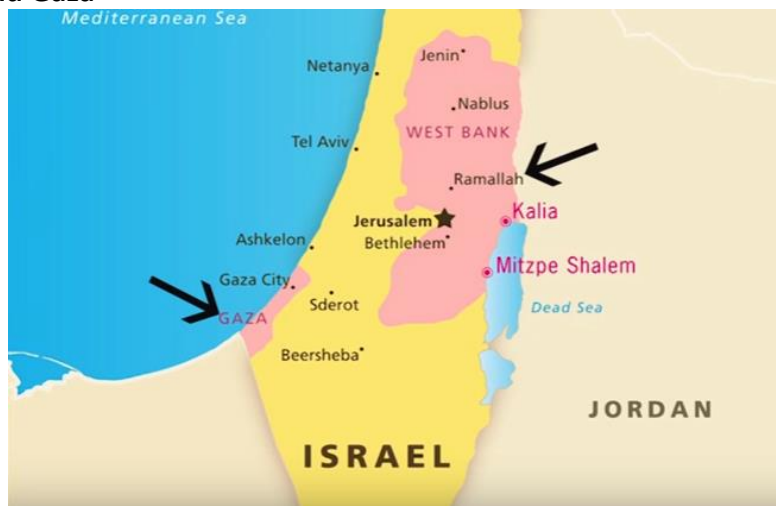 Mediterranean Sea
Jenin
Netanya
Nablus
WEST BANK
Tel Aviv
Ramallah
Kalia
Jerusalem
Ashkelon
Bethlehem
Mitzpe Shalem
Gaza City
Sderot
Dead Sea
GAZA
Beersheba
JORDAN
ISRAEL